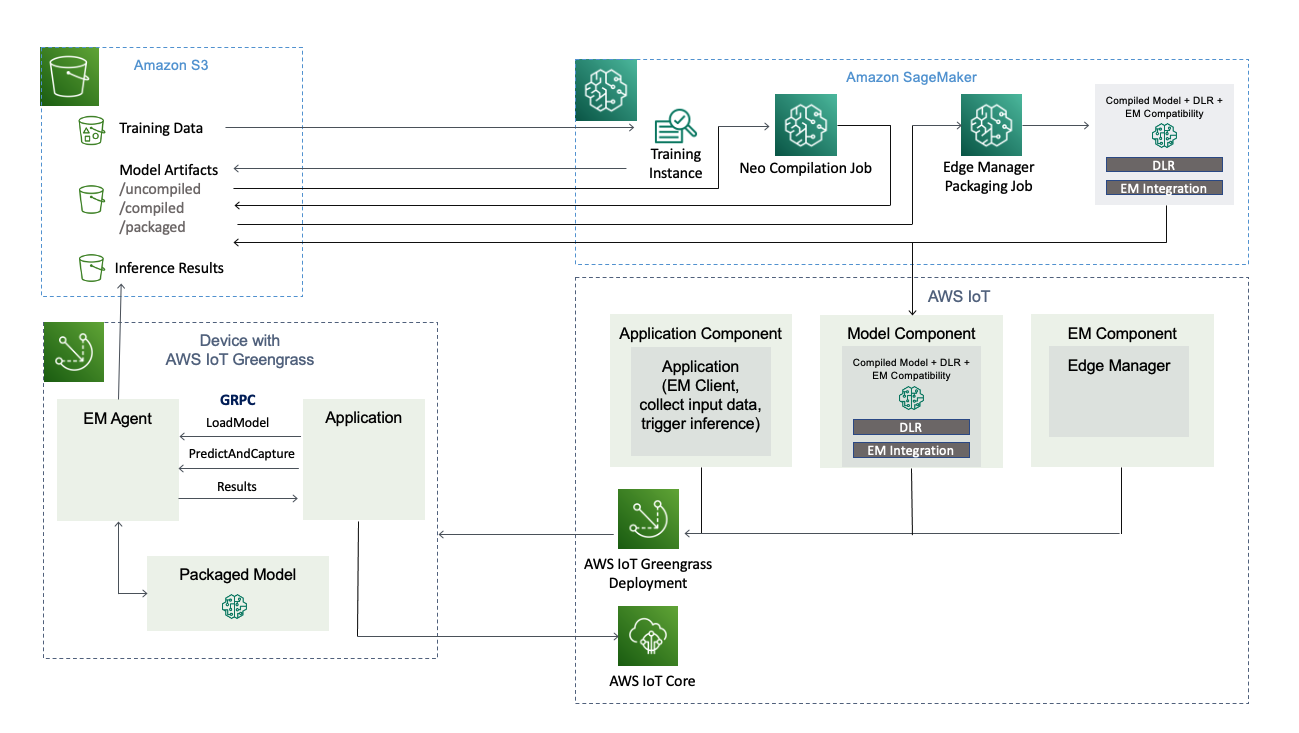 Amazon S3
Training Data
Model Artifacts
/uncompiled
/compiled
/packaged
Inference Results
Amazon SageMaker
Training
Instance
Neo Compilation Job
Edge Manager
Packaging Job
Compiled Model + DLR +
EM Compatibility
DLR
EM Integration
Device with
AWS IoT Greengrass
EM Agent
GRPC
LoadModel
PredictAndCapture
Results
Application
Packaged Model
AWS IoT
Application Component
Application
(EM Client,
collect input data,
trigger inference)
Model Component
Compiled Model + DLR +
EM Compatibility
DLR
EM Integration
EM Component
Edge Manager
AWS IoT Greengrass
Deployment
AWS IoT Core